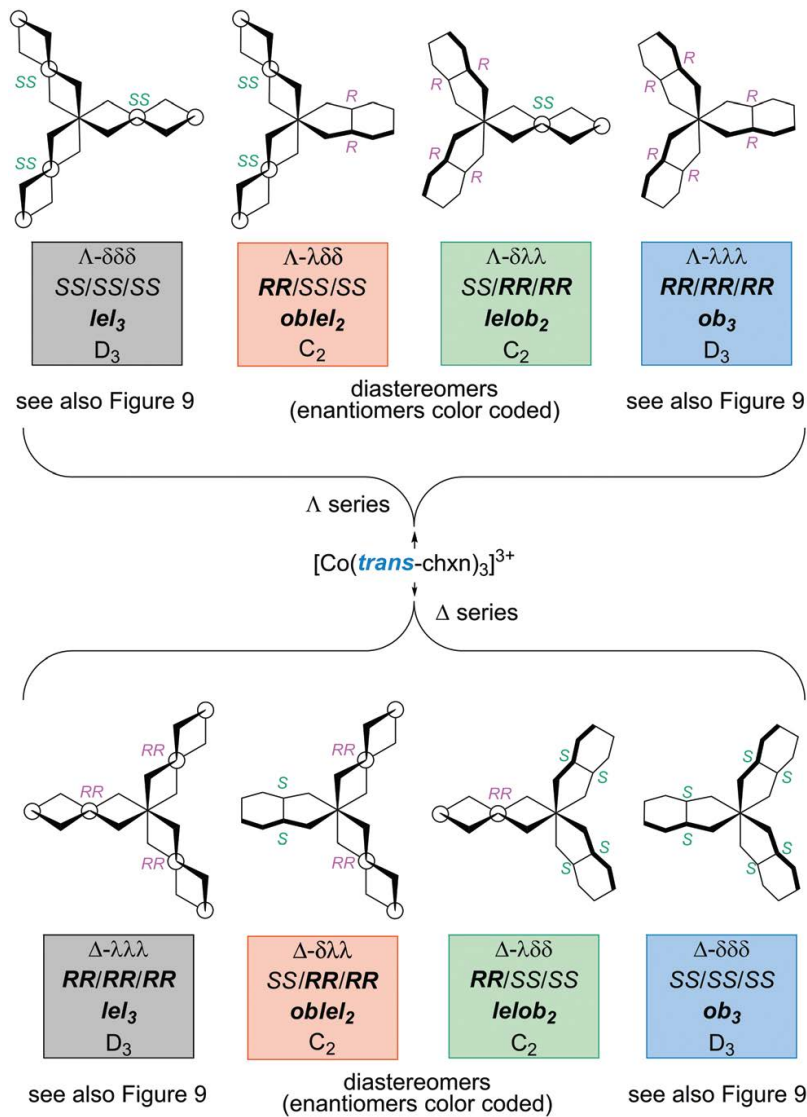 SS
SS
SS
SS
R
R
SS
R
R
SS
R
R
R
R
R
R
R
R
Λ-δδδ
SS/SS/SS
lel3
D3
Λ-λδδ
RR/SS/SS
oblel2
C2
Λ-δλλ
SS/RR/RR
lelob2
C2
Λ-λλλ
RR/RR/RR
ob3
D3
see also Figure 9
diastereomers
(enantiomers color coded)
see also Figure 9
Λ series
[Co(trans-chxn)3]3+
Δ series
RR
RR
RR
RR
S
S
RR
S
S
RR
S
S
S
S
S
S
S
S
Δ-λλλ
RR/RR/RR
lel3
D3
Δ-δλλ
SS/RR/RR
oblel2
C2
Δ-λδδ
RR/SS/SS
lelob2
C2
Δ-δδδ
SS/SS/SS
ob3
D3
see also Figure 9
diastereomers
(enantiomers color coded)
see also Figure 9